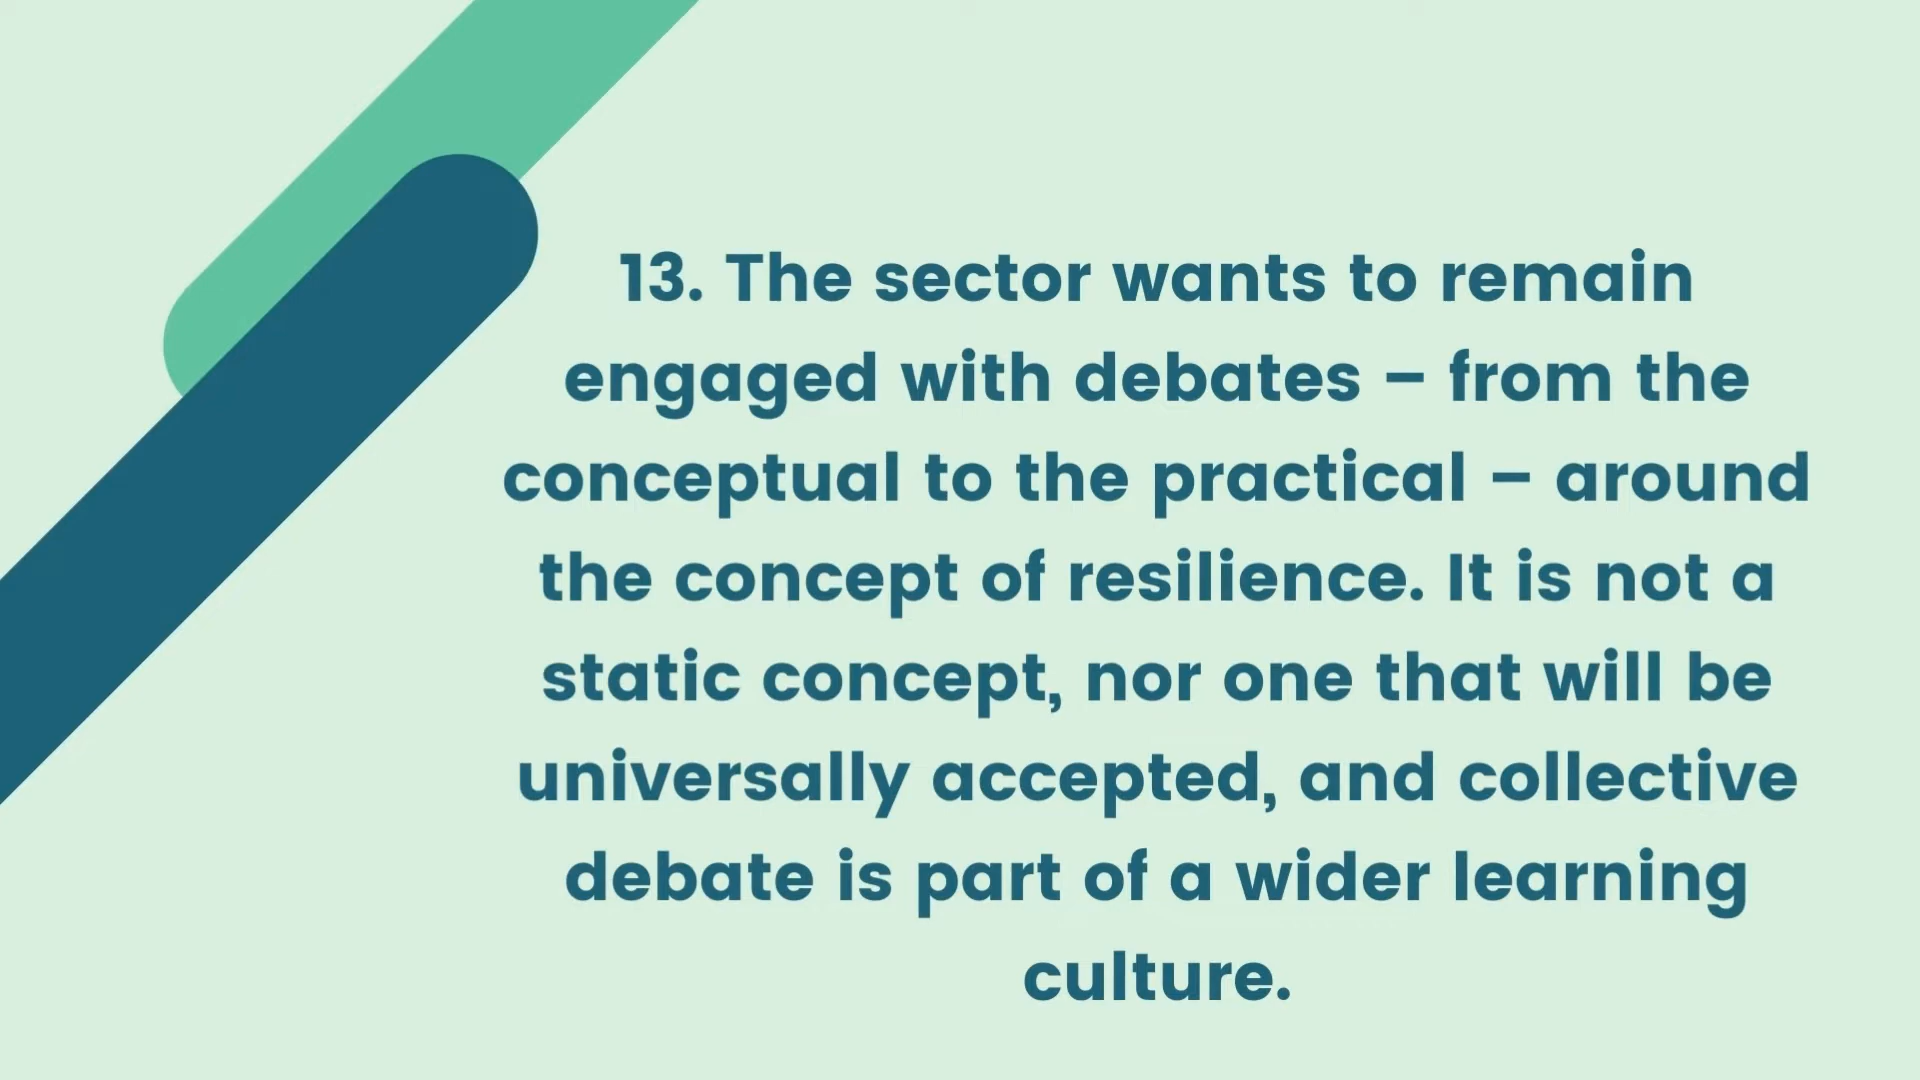 13. The sector wants to remain
engaged with debates – from the
conceptual to the practical – around
the concept of resilience. It is not a
static concept, nor one that will be
universally accepted, and collective
debate is part of a wider learning
culture.